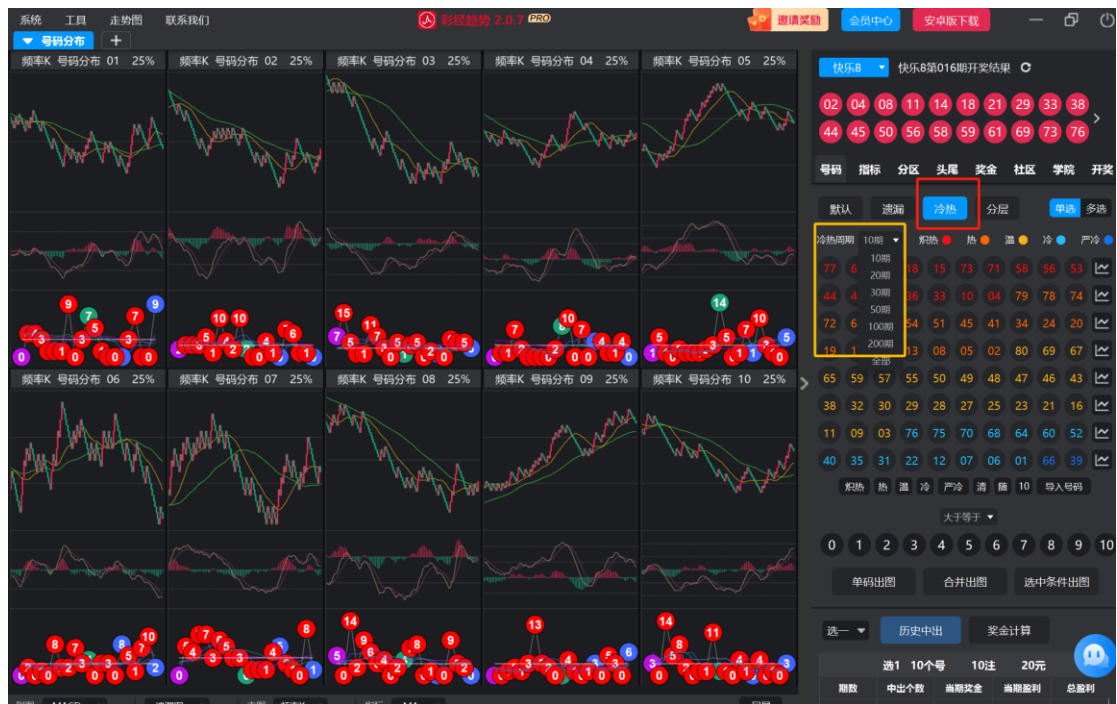 系统 工具 走势图 联系我们 彩经趋势 2.0.7 PRO 邀请奖励 会员中心 安卓版下载
号码分布 +
频率K 号码分布 01 25% 频率K 号码分布 02 25% 频率K 号码分布 03 25% 频率K 号码分布 04 25% 频率K 号码分布 05 25%
频率K 号码分布 06 25% 频率K 号码分布 07 25% 频率K 号码分布 08 25% 频率K 号码分布 09 25% 频率K 号码分布 10 25%
快乐8 快乐8第016期开奖结果
02 04 08 11 14 18 21 29 33 38
44 45 50 56 58 59 61 69 73 76
号码 指标 分区 头尾 奖金 社区 学院 开奖
默认 遗漏 冷热 分层 单选 多选
冷热周期 10期 炽热 热 温 冷 严冷
10期
20期
30期
50期
100期
200期
全部
77 18 15 73 71 58 56 53
44 36 33 10 04 79 78 74
72 54 51 45 41 34 24 20
19 13 08 05 02 80 69 67
65 59 57 55 50 49 48 47 46 43
38 32 30 29 28 27 25 23 21 16
11 09 03 76 75 70 68 64 60 52
40 35 31 22 12 07 06 01 66 39
炽热 热 温 冷 严冷 清 随 10 导入号码
大于等于
0 1 2 3 4 5 6 7 8 9 10
单码出图 合并出图 选中条件出图
选一 历史中出 奖金计算
选1 10个号 10注 20元
期数 中出个数 当期奖金 当期盈利 总盈利